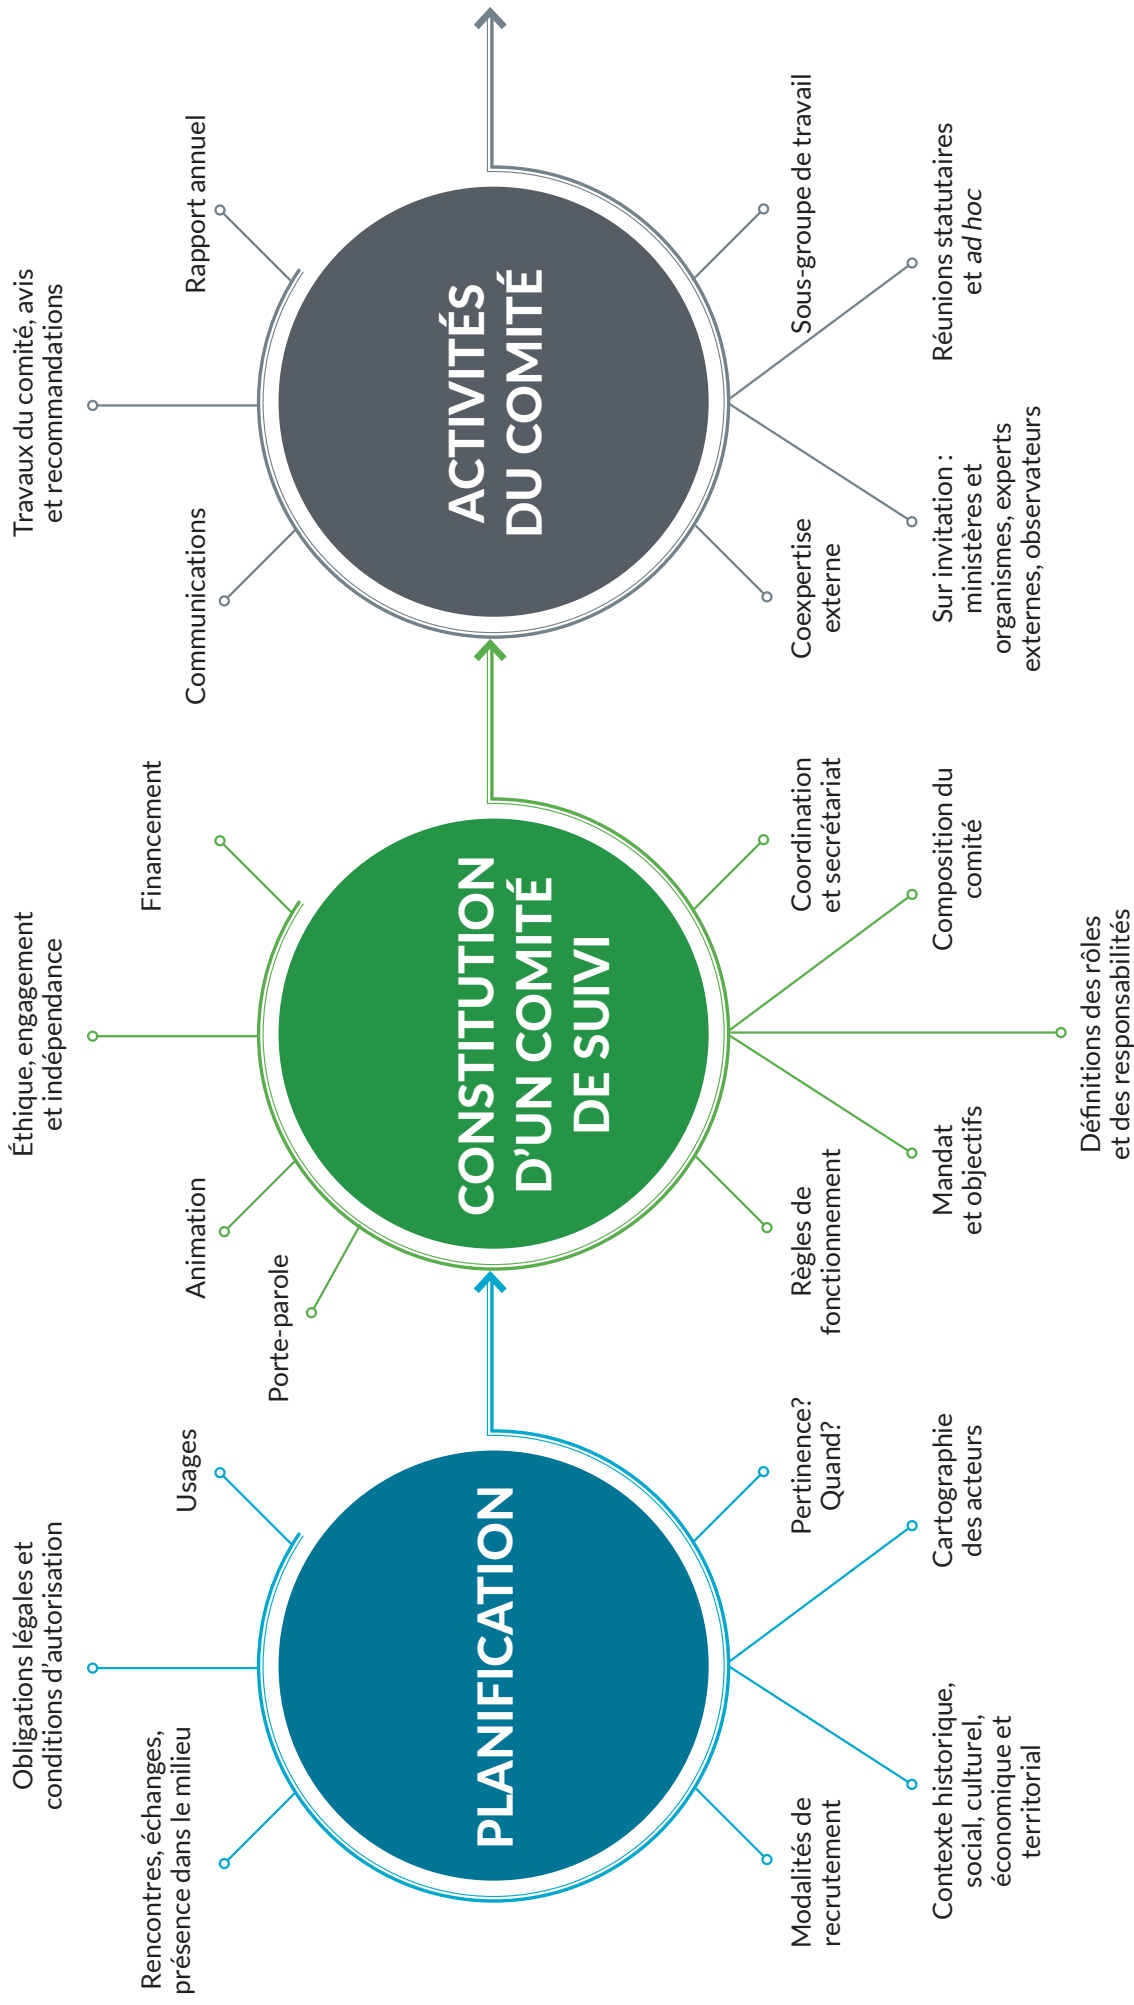 Obligations légales et
conditions d'autorisation
Rencontres, échanges,
présence dans le milieu
Usages
PLANIFICATION
Modalités de
recrutement
Pertinence?
Quand?
Contexte historique,
social, culturel,
économique et
territorial
Cartographie
des acteurs
Éthique, engagement
et indépendance
Animation
Financement
Porte-parole
CONSTITUTION
D'UN COMITÉ
DE SUIVI
Règles de
fonctionnement
Coordination
et secrétariat
Mandat
et objectifs
Composition du
comité
Définitions des rôles
et des responsabilités
Travaux du comité, avis
et recommandations
Communications
Rapport annuel
ACTIVITÉS
DU COMITÉ
Coexpertise
externe
Sous-groupe de travail
Sur invitation :
ministères et
organismes, experts
externes, observateurs
Réunions statutaires
et ad hoc